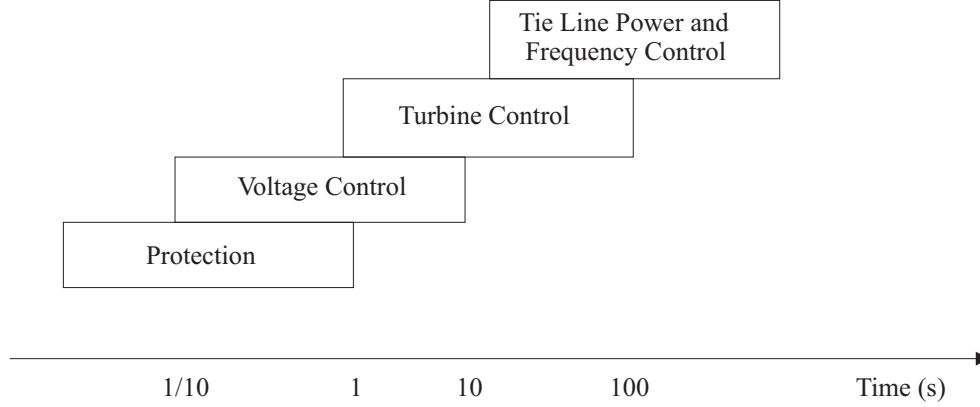 Tie Line Power and
Frequency Control
Turbine Control
Voltage Control
Protection
1/10 1 10 100 Time (s)